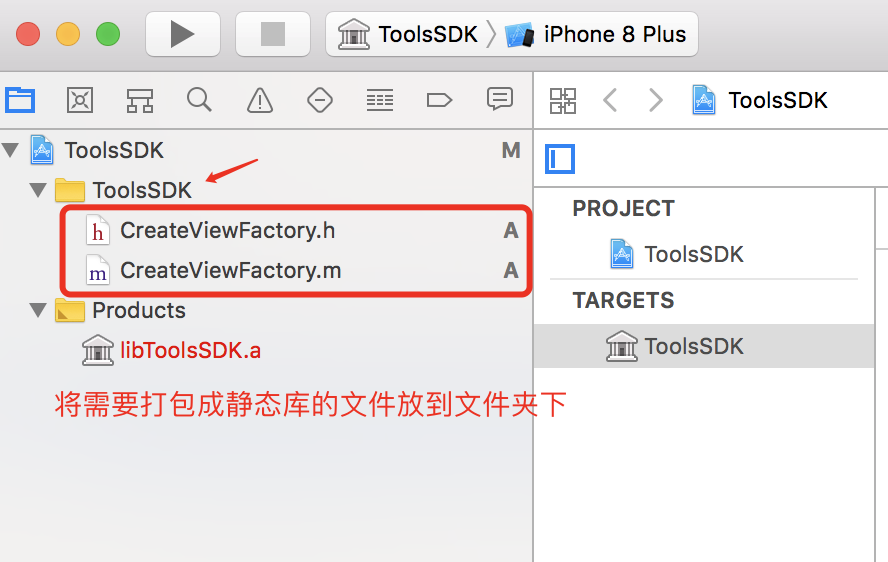 ToolsSDK
iPhone 8 Plus
ToolsSDK
M
ToolsSDK
h CreateViewFactory.h
A
m CreateViewFactory.m
A
Products
libToolsSDK.a
将需要打包成静态库的文件放到文件夹下
ToolsSDK
PROJECT
ToolsSDK
TARGETS
ToolsSDK